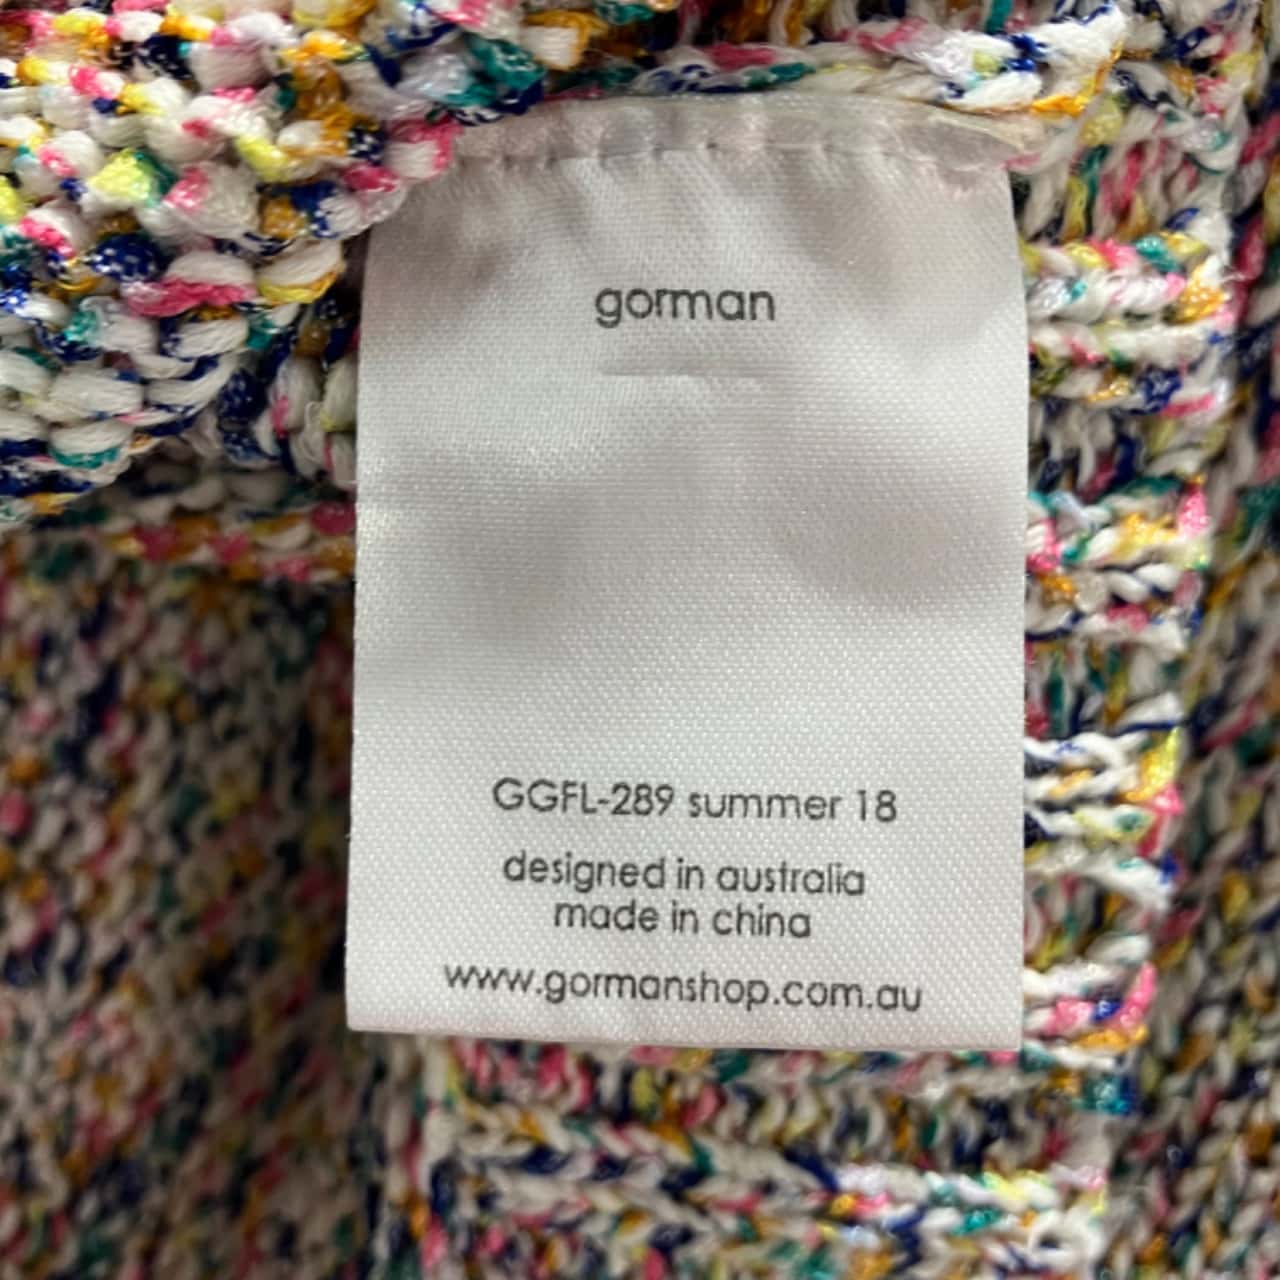 gorman
GGFL-289 summer 18
designed in australia
made in china
www.gormanshop.com.au